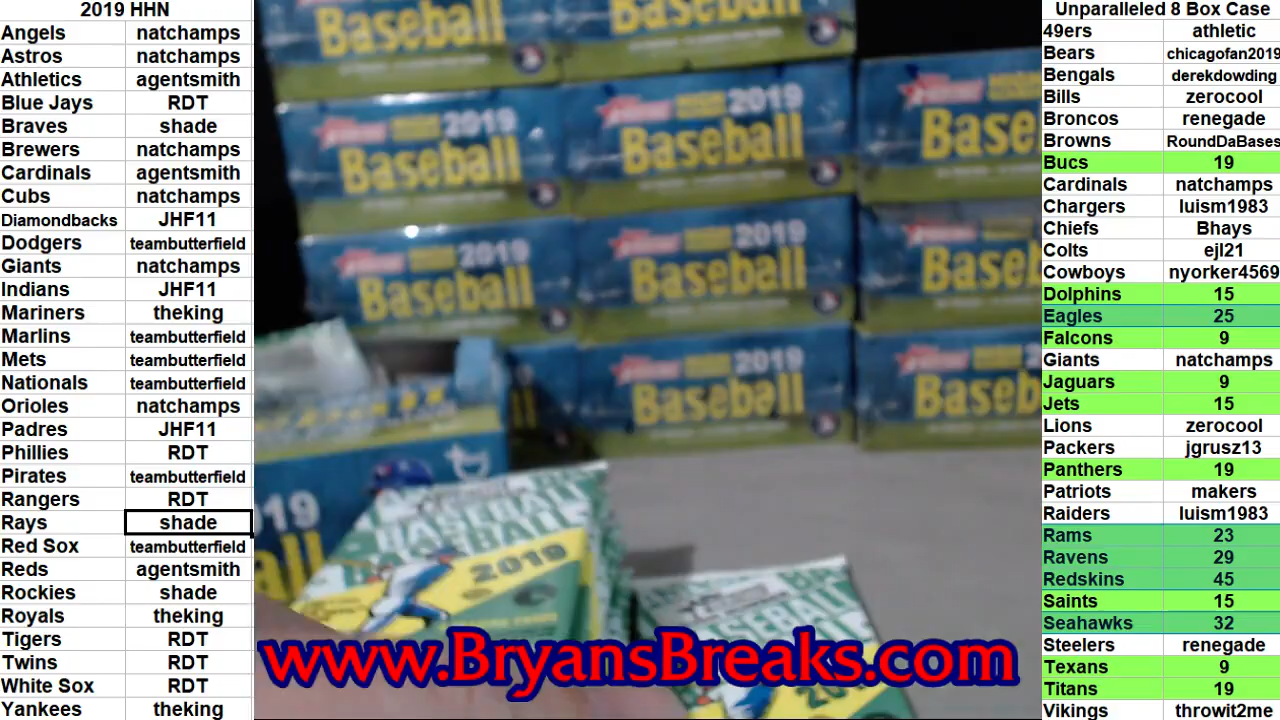 2019 HHN
Angels natchamps
Astros natchamps
Athletics agentsmith
Blue Jays RDT
Braves shade
Brewers natchamps
Cardinals agentsmith
Cubs natchamps
Diamondbacks JHF11
Dodgers teambutterfield
Giants natchamps
Indians JHF11
Mariners theking
Marlins teambutterfield
Mets teambutterfield
Nationals teambutterfield
Orioles natchamps
Padres JHF11
Phillies RDT
Pirates teambutterfield
Rangers RDT
Rays shade
Red Sox teambutterfield
Reds agentsmith
Rockies shade
Royals theking
Tigers RDT
Twins RDT
White Sox RDT
Yankees theking
Baseball
Baseball
2019
Baseball
2019
Baseball
Base
2019
Baseball
2019
Baseball
Baseb
2019
Baseball
Baseb
BASEBALL
2019
www.BryansBreaks.com
Unparalleled 8 Box Case
49ers athletic
Bears chicagofan2019
Bengals derekdowding
Bills zerocool
Broncos renegade
Browns RoundDaBases
Bucs 19
Cardinals natchamps
Chargers luism1983
Chiefs Bhays
Colts ejl21
Cowboys nyorker4569
Dolphins 15
Eagles 25
Falcons 9
Giants natchamps
Jaguars 9
Jets 15
Lions zerocool
Packers jgrusz13
Panthers 19
Patriots makers
Raiders luism1983
Rams 23
Ravens 29
Redskins 45
Saints 15
Seahawks 32
Steelers renegade
Texans 9
Titans 19
Vikings throwit2me